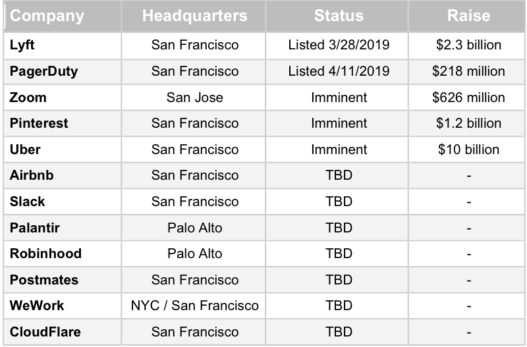 Company Headquarters Status Raise
Lyft San Francisco Listed 3/28/2019 $2.3 billion
PagerDuty San Francisco Listed 4/11/2019 $218 million
Zoom San Jose Imminent $626 million
Pinterest San Francisco Imminent $1.2 billion
Uber San Francisco Imminent $10 billion
Airbnb San Francisco TBD -
Slack San Francisco TBD -
Palantir Palo Alto TBD -
Robinhood Palo Alto TBD -
Postmates San Francisco TBD -
WeWork NYC / San Francisco TBD -
CloudFlare San Francisco TBD -